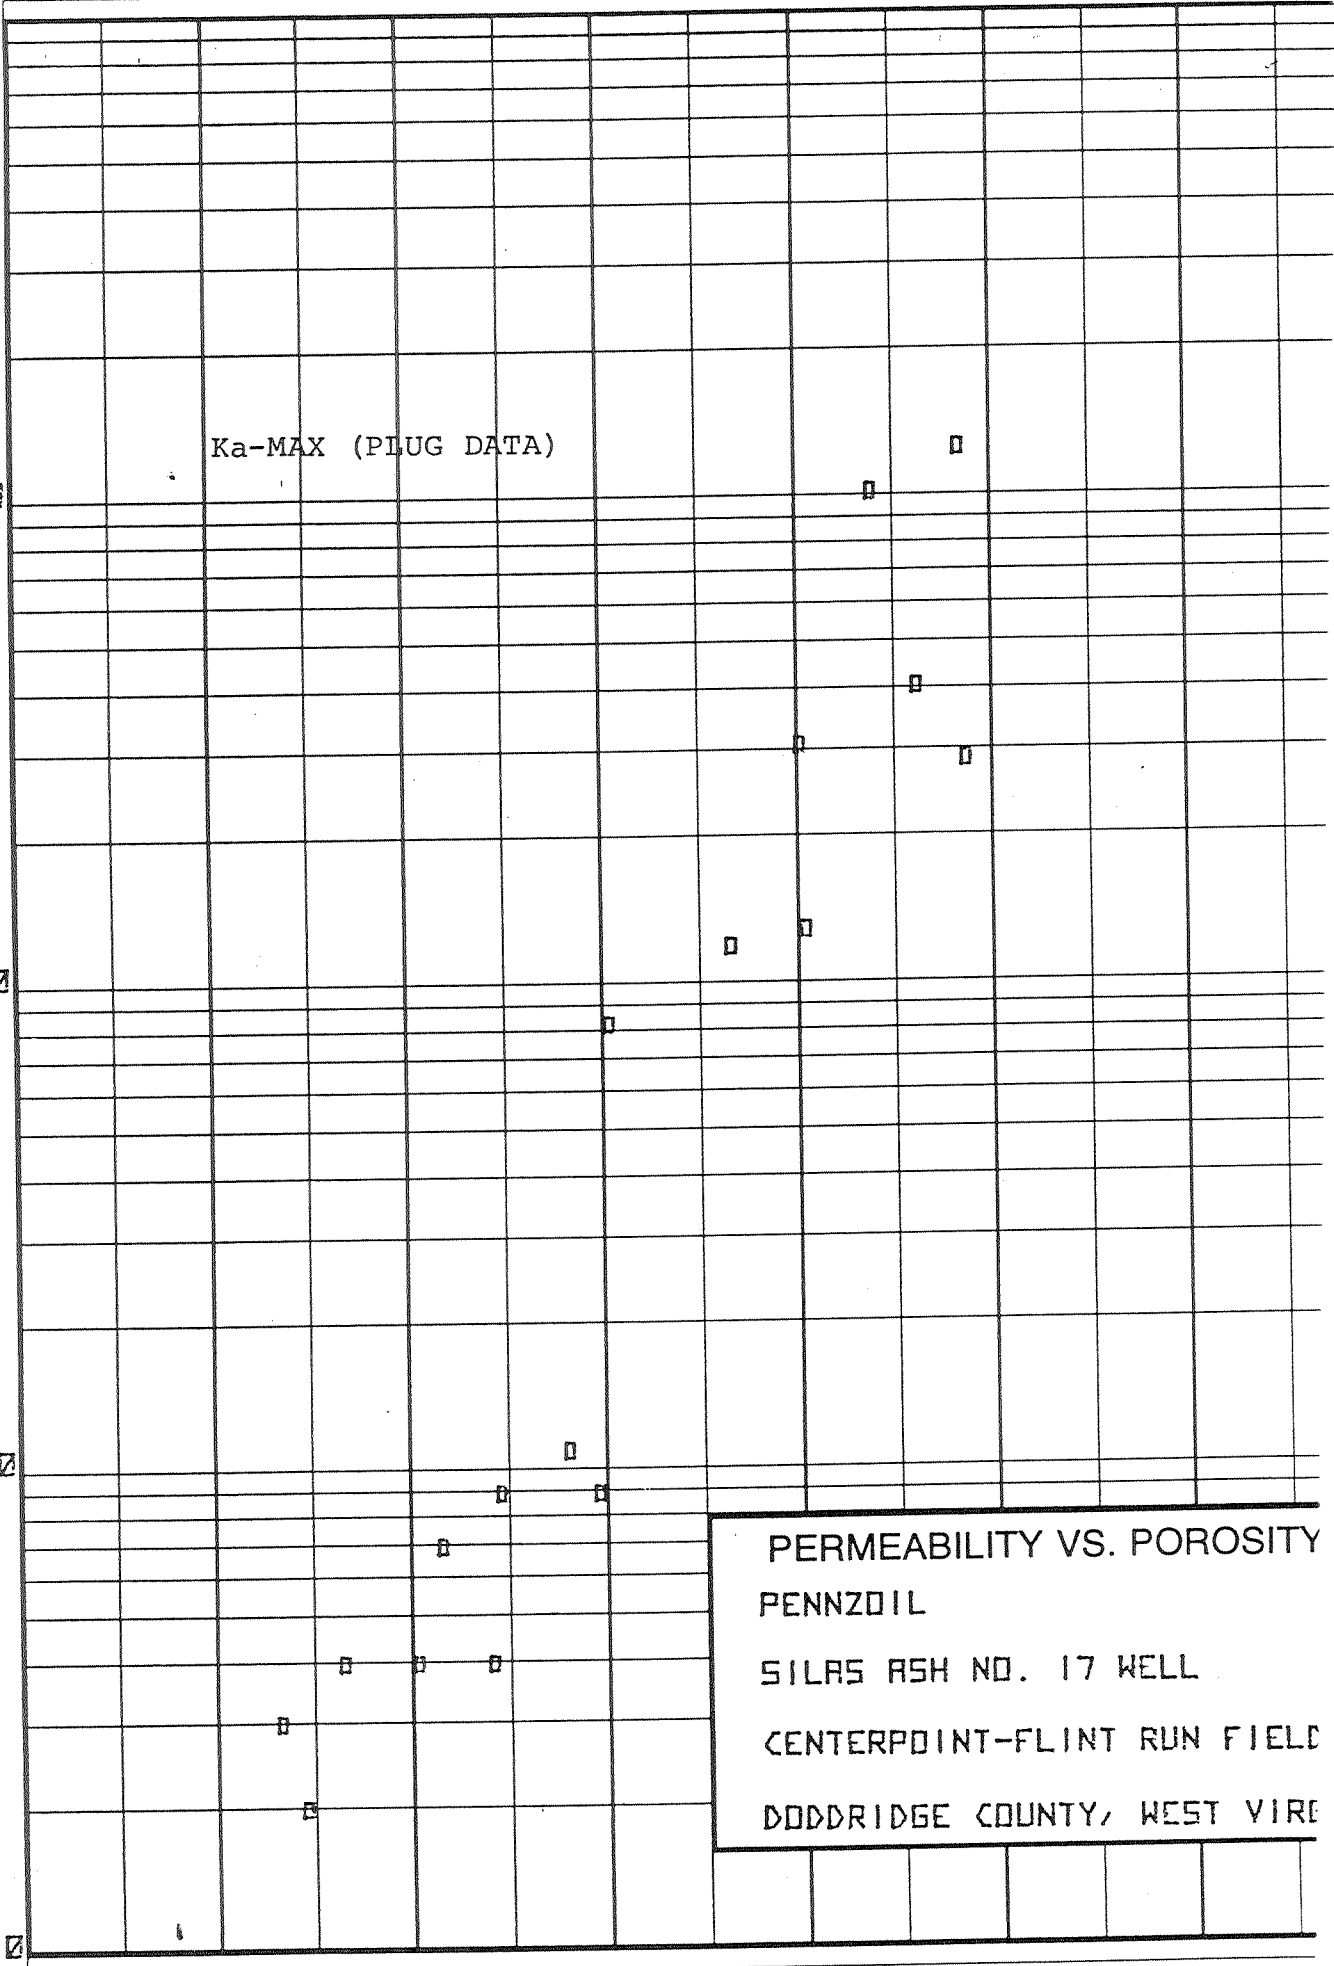 Ka-MAX (PLUG DATA)
PERMEABILITY VS. POROSITY
PENNZOIL
SILAS ASH NO. 17 WELL
CENTERPOINT-FLINT RUN FIELD
DODDRIDGE COUNTY, WEST